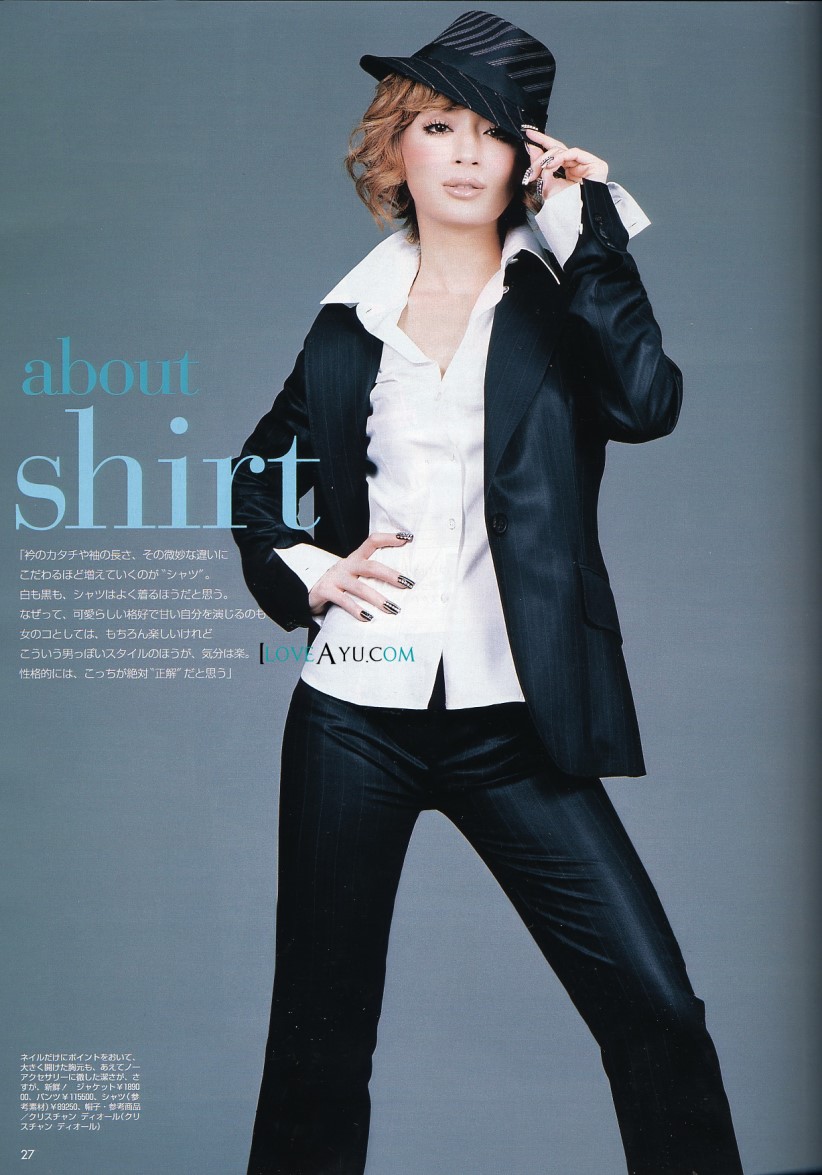 about
shirt
「衿のカタチや袖の長さ、その微妙な違いに
こだわるほど増えていくのが"シャツ"。
白も黒も、シャツはよく着るほうだと思う。
なぜって、可愛らしい格好で甘い自分を演じるのも
女のコとしては、もちろん楽しいけれど
こういう男っぽいスタイルのほうが、気分は楽。
性格的には、こっちが絶対"正解"だと思う」
ILOVEAYU.COM
ネイルだけにポイントをおいて、
大きく開けた胸元も、あえてノー
アクセサリーに徹した潔さが、さ
すが、新鮮! ジャケット¥1890
00、パンツ¥115500、シャツ(参
考素材)¥89250、帽子・参考商品
/クリスチャン ディオール(クリ
スチャン ディオール)
27